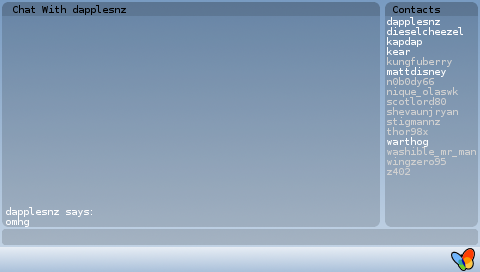 Chat With dapplesnz
dapplesnz says:
omhg
Contacts
dapplesnz
dieselcheezel
kapdap
kear
kungfuberry
mattdisney
n0b0dy66
nique_olaswk
scotlord80
shevaunjryan
stigmannz
thor98x
warthog
washible_mr_man
wingzero95
z402